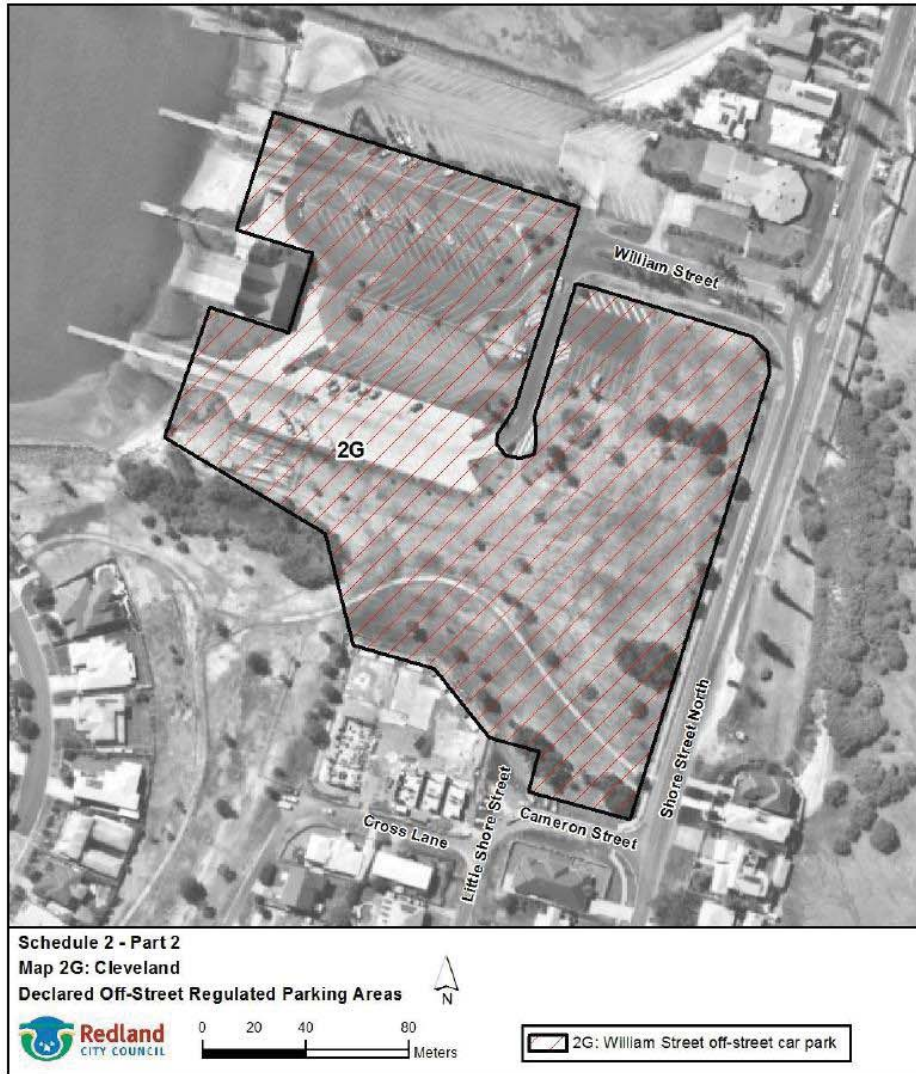 William Street
2G
Shore Street North
Little Shore Street
Cameron Street
Cross Lane
Schedule 2 - Part 2
Map 2G: Cleveland
Declared Off-Street Regulated Parking Areas
N
Redland
CITY COUNCIL
0 20 40 80
Meters
2G: William Street off-street car park